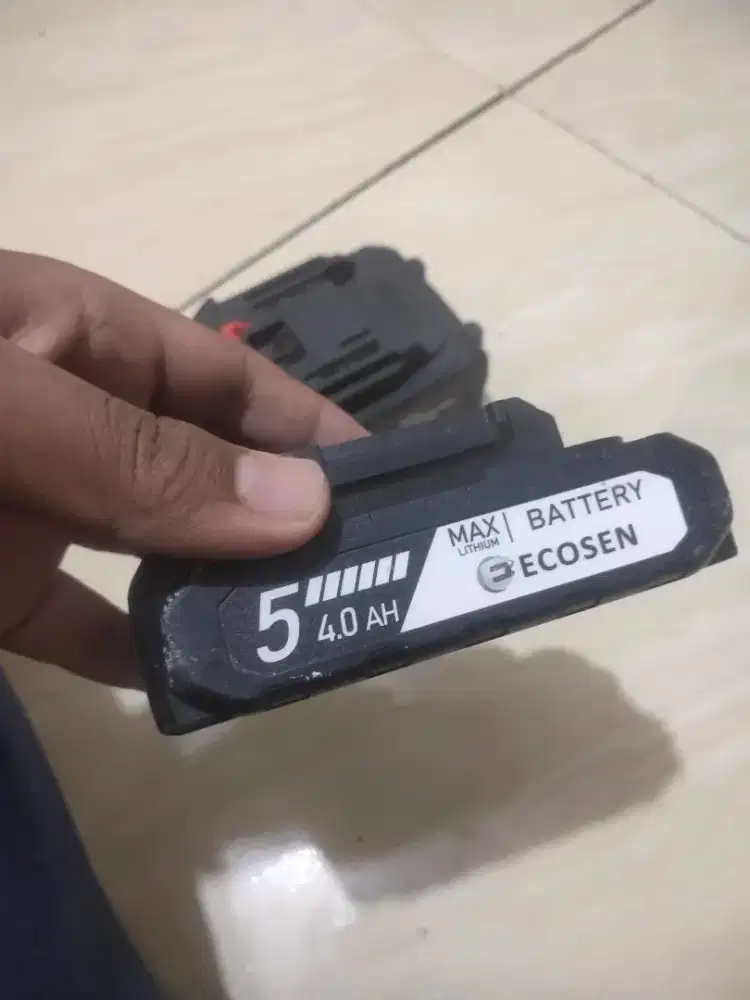 MAX
LITHIUM
BATTERY
ECOSEN
5
4.0 AH